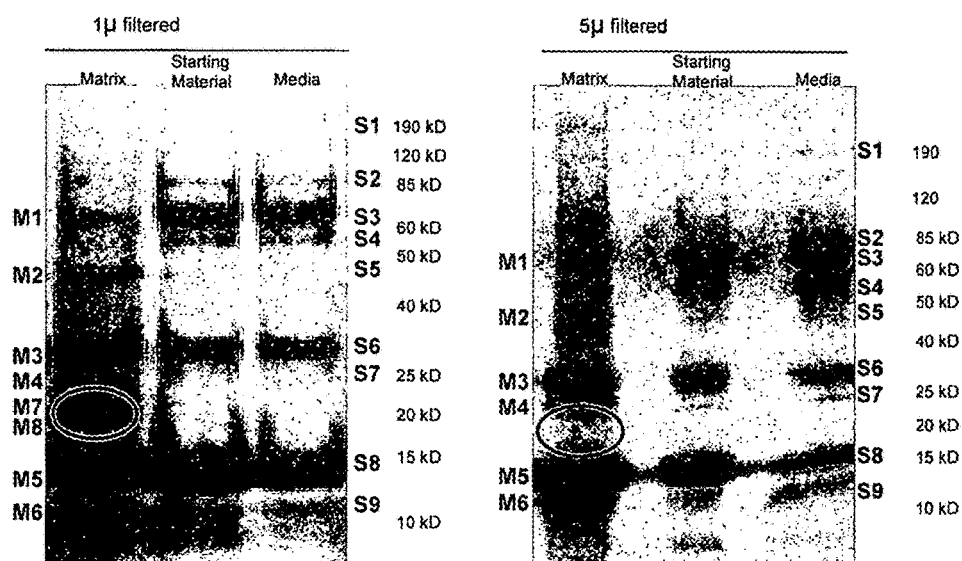 1µ filtered
Matrix
Starting
Material
Media
S1 190 kD
120 kD
S2
85 kD
M1
S3
60 kD
S4
50 kD
M2
S5
40 kD
M3
S6
M4
S7
25 kD
M7
20 kD
M8
15 kD
S8
M5
M6
S9
10 kD
5µ filtered
Matrix
Starting
Material
Media
S1 190
120
S2
85 kD
M1
S3
60 kD
S4
50 kD
M2
S5
40 kD
S6
M3
S7
25 kD
M4
20 kD
S8
15 kD
M5
M6
S9
10 kD